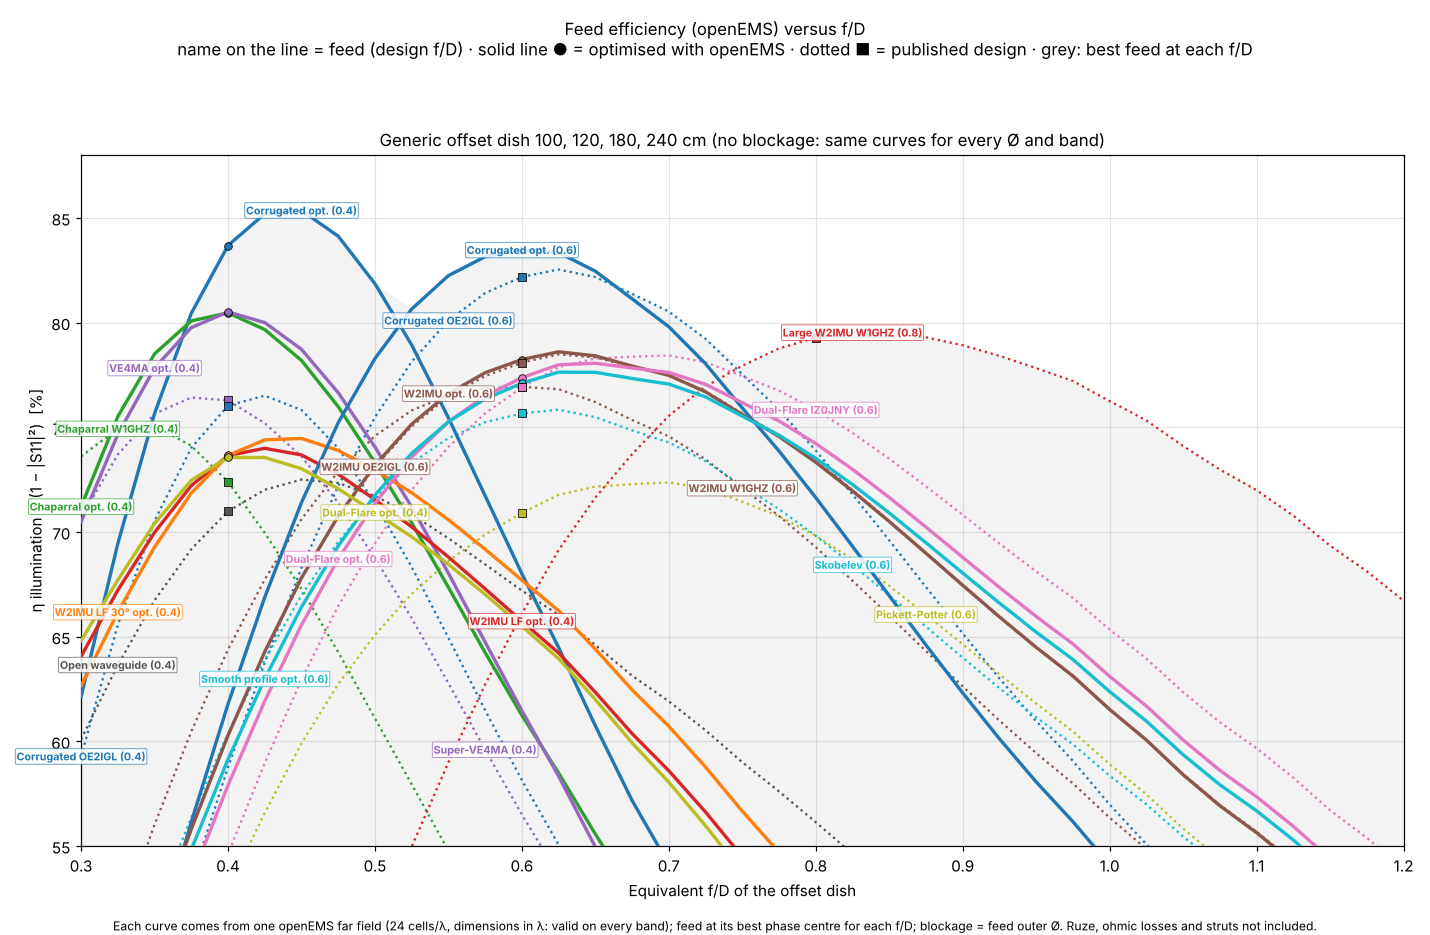 Feed efficiency (openEMS) versus f/D
name on the line = feed (design f/D) · solid line ● = optimised with openEMS · dotted ■ = published design · grey: best feed at each f/D
Generic offset dish 100, 120, 180, 240 cm (no blockage: same curves for every Ø and band)
η illumination (1 − |S11|²) [%]
85
80
70
65
60
55
Corrugated opt. (0.4)
Corrugated opt. (0.6)
Corrugated OE2IGL (0.6)
Large W2IMU W1GHZ (0.8)
VE4MA opt. (0.4)
W2IMU opt. (0.6)
Dual-Flare IZ0JNY (0.6)
Chaparral W1GHZ (0.4)
W2IMU OE2IGL (0.6)
W2IMU W1GHZ (0.6)
Chaparral opt. (0.4)
Dual-Flare opt. (0.4)
Dual-Flare opt. (0.6)
Skobelev (0.6)
W2IMU LF 30° opt. (0.4)
W2IMU LF opt. (0.4)
Pickett-Potter (0.6)
Open waveguide (0.4)
Smooth profile opt. (0.6)
Corrugated OE2IGL (0.4)
Super-VE4MA (0.4)
0.3 0.4 0.5 0.6 0.7 0.8 0.9 1.0 1.1 1.2
Equivalent f/D of the offset dish
Each curve comes from one openEMS far field (24 cells/λ, dimensions in λ: valid on every band); feed at its best phase centre for each f/D; blockage = feed outer Ø. Ruze, ohmic losses and struts not included.